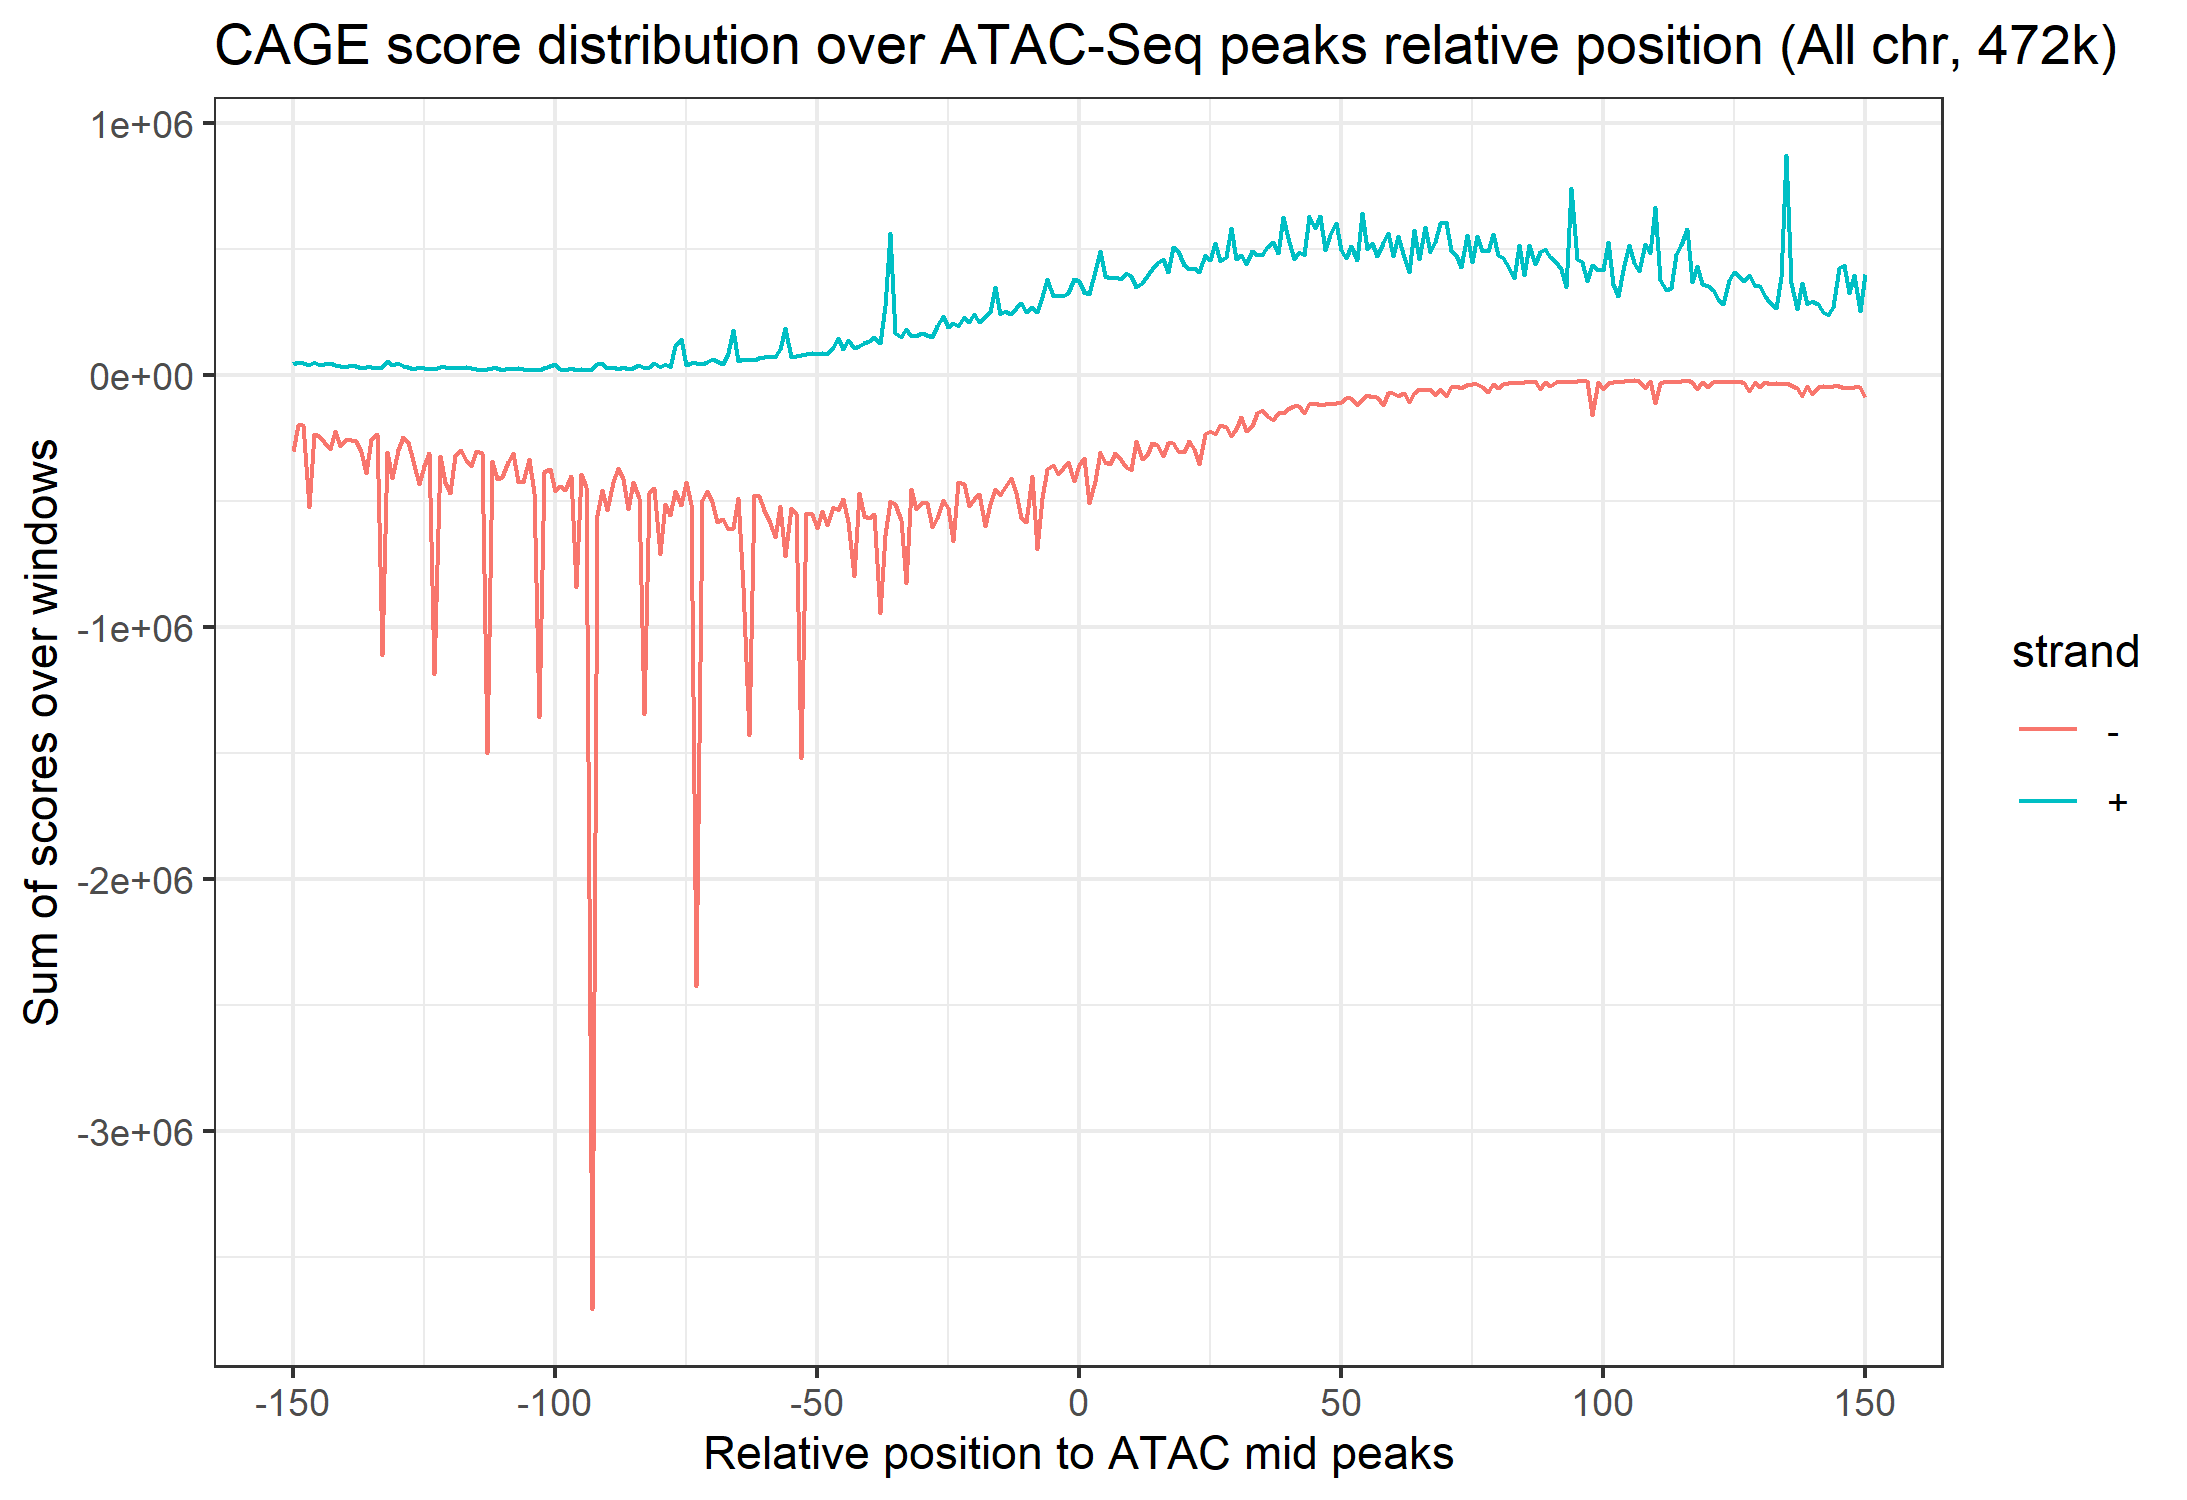 CAGE score distribution over ATAC-Seq peaks relative position (All chr, 472k)
1e+06
0e+00
-1e+06
-2e+06
-3e+06
Sum of scores over windows
-150 -100 -50 0 50 100 150
Relative position to ATAC mid peaks
strand
-
+